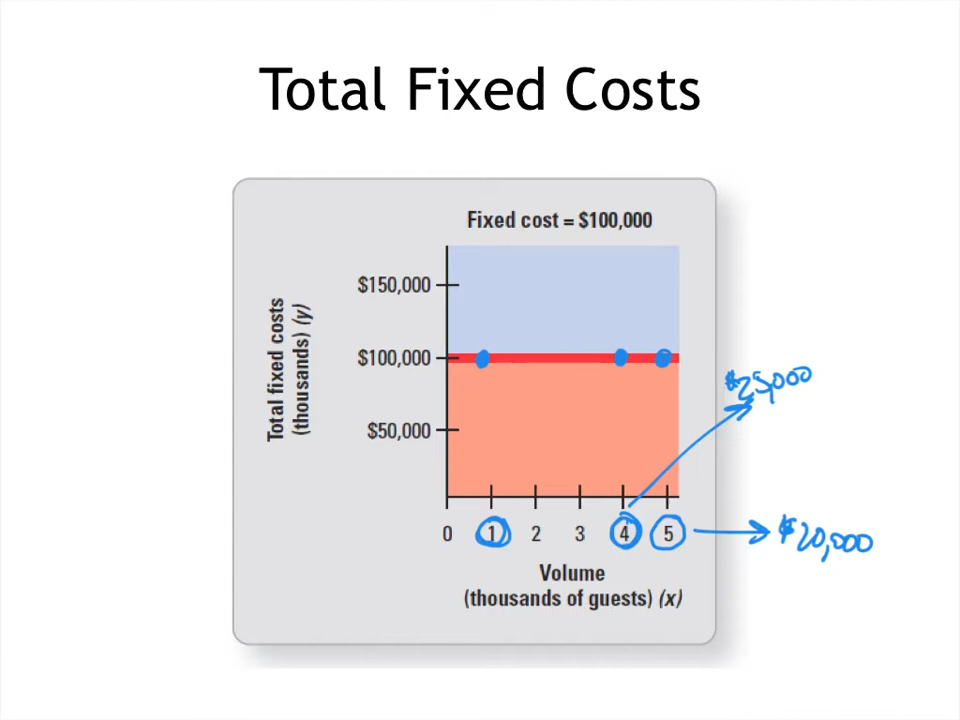 Total Fixed Costs
Fixed cost = $100,000
Total fixed costs
(thousands) (y)
$150,000
$100,000
$50,000
$25,000
0 1 2 3 4 5
$20,000
Volume
(thousands of guests) (x)